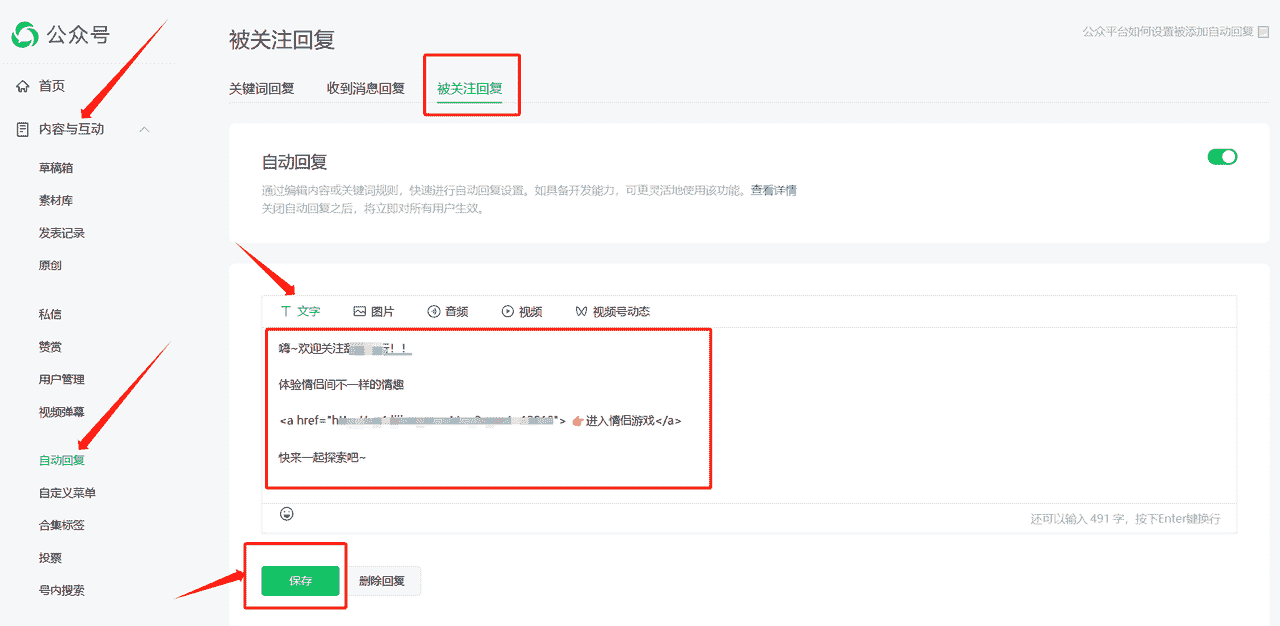 公众号
首页
内容与互动
草稿箱
素材库
发表记录
原创
私信
赞赏
用户管理
视频弹幕
自动回复
自定义菜单
合集标签
投票
号内搜索
被关注回复
公众平台如何设置被添加自动回复
关键词回复 收到消息回复 被关注回复
自动回复
通过编辑内容或关键词规则，快速进行自动回复设置。如具备开发能力，可更灵活地使用该功能。查看详情
关闭自动回复之后，将立即对所有用户生效。
文字 图片 音频 视频 视频号动态
嗨~欢迎关注 ！！
体验情侣间不一样的情趣
<a href="h "> 👉进入情侣游戏</a>
快来一起探索吧~
还可以输入 491 字，按下Enter键换行
保存 删除回复